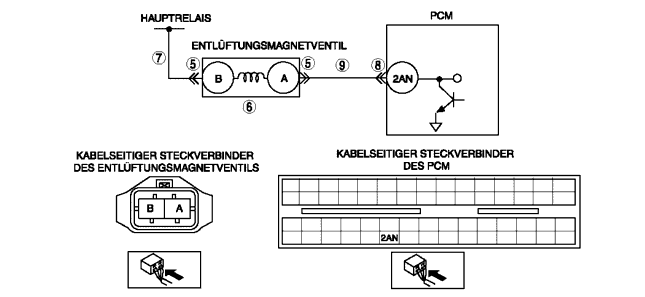 HAUPTRELAIS
PCM
ENTLÜFTUNGSMAGNETVENTIL
7 5 B A 5 9 8 2AN
6
KABELSEITIGER STECKVERBINDER
DES ENTLÜFTUNGSMAGNETVENTILS
KABELSEITIGER STECKVERBINDER
DES PCM
B A
2AN